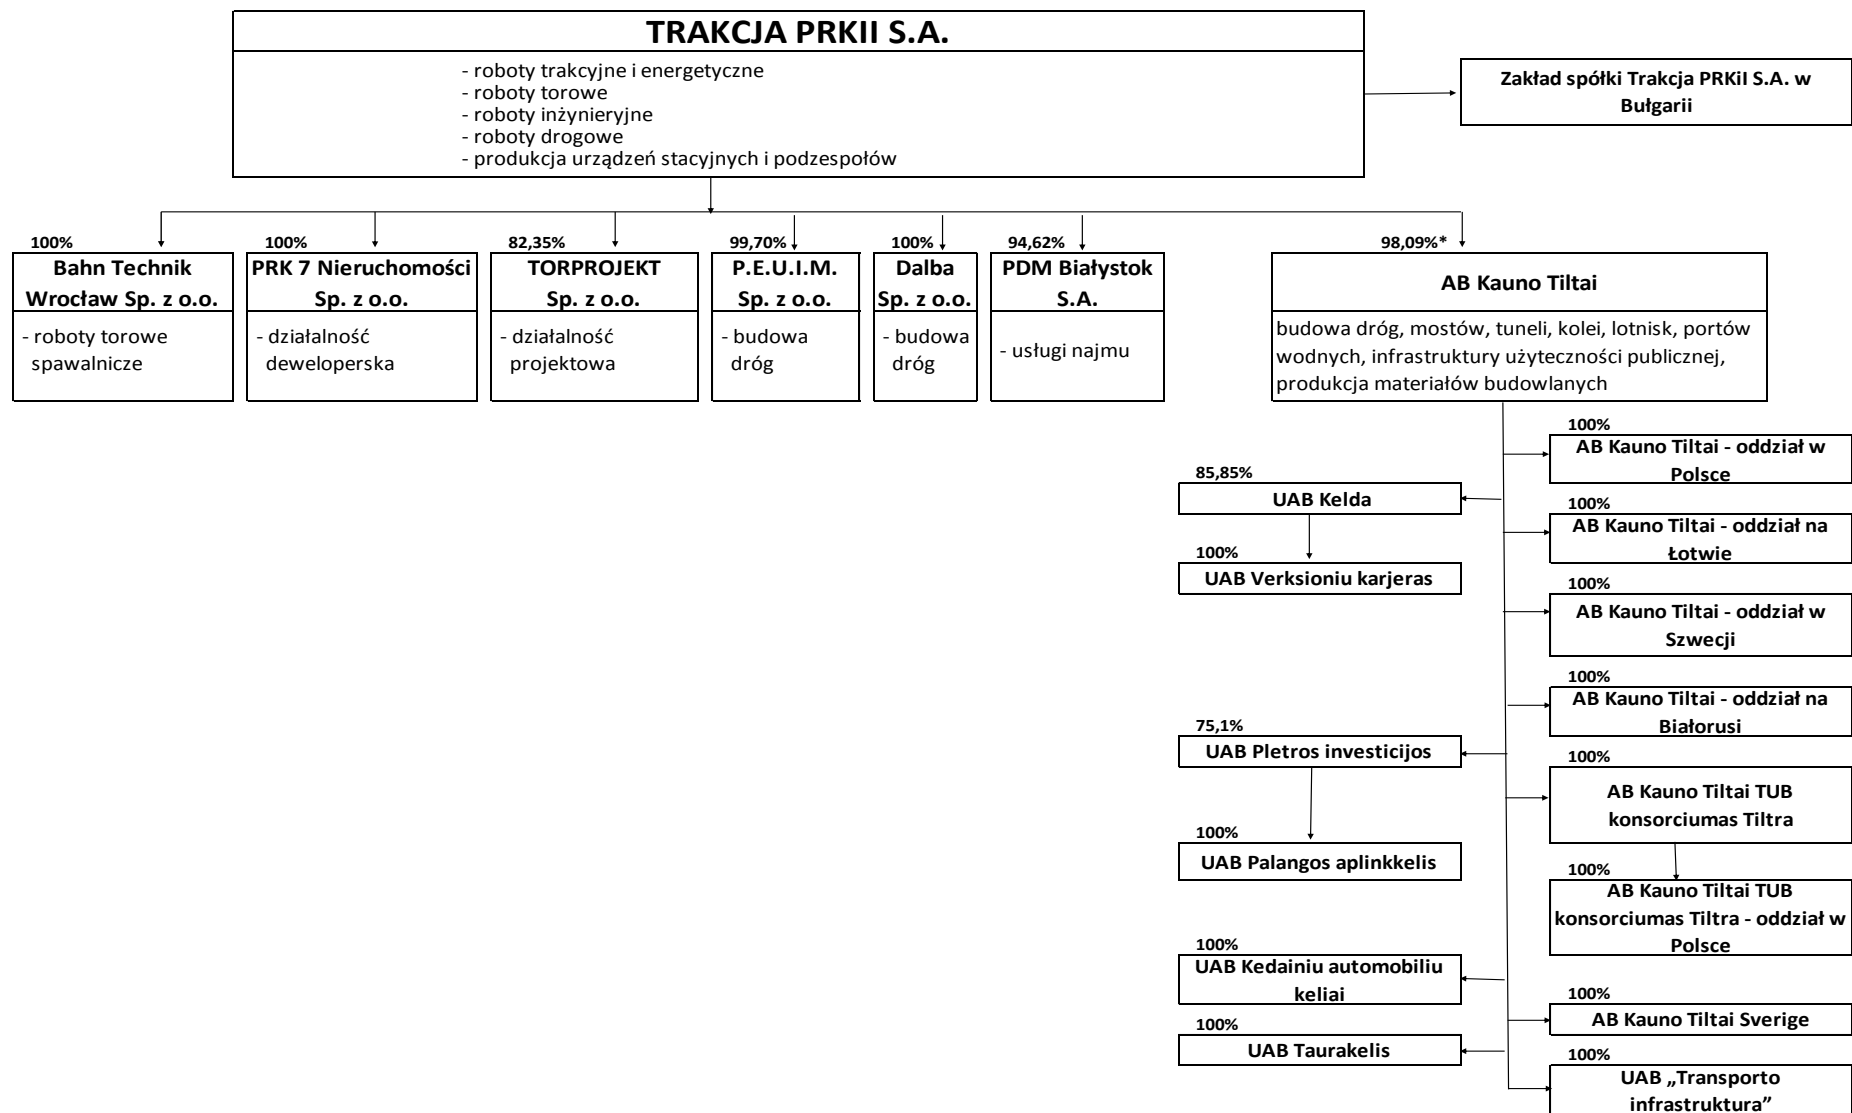 TRAKCJA PRKII S.A.
- roboty trakcyjne i energetyczne
- roboty torowe
- roboty inżynieryjne
- roboty drogowe
- produkcja urządzeń stacyjnych i podzespołów
Zakład spółki Trakcja PRKiI S.A. w
Bułgarii
100%
Bahn Technik
Wrocław Sp. z o.o.
- roboty torowe
spawalnicze
100%
PRK 7 Nieruchomości
Sp. z o.o.
- działalność
deweloperska
82,35%
TORPROJEKT
Sp. z o.o.
- działalność
projektowa
99,70%
P.E.U.I.M.
Sp. z o.o.
- budowa
dróg
100%
Dalba
Sp. z o.o.
- budowa
dróg
94,62%
PDM Białystok
S.A.
- usługi najmu
98,09%*
AB Kauno Tiltai
budowa dróg, mostów, tuneli, kolei, lotnisk, portów
wodnych, infrastruktury użyteczności publicznej,
produkcja materiałów budowlanych
85,85%
UAB Kelda
100%
UAB Verksioniu karjeras
75,1%
UAB Pletros investicijos
100%
UAB Palangos aplinkkelis
100%
UAB Kedainiu automobiliu
keliai
100%
UAB Taurakelis
100%
AB Kauno Tiltai - oddział w
Polsce
100%
AB Kauno Tiltai - oddział na
Łotwie
100%
AB Kauno Tiltai - oddział w
Szwecji
100%
AB Kauno Tiltai - oddział na
Białorusi
100%
AB Kauno Tiltai TUB
konsorciumas Tiltra
100%
AB Kauno Tiltai TUB
konsorciumas Tiltra - oddział w
Polsce
100%
AB Kauno Tiltai Sverige
100%
UAB „Transporto
infrastruktura”